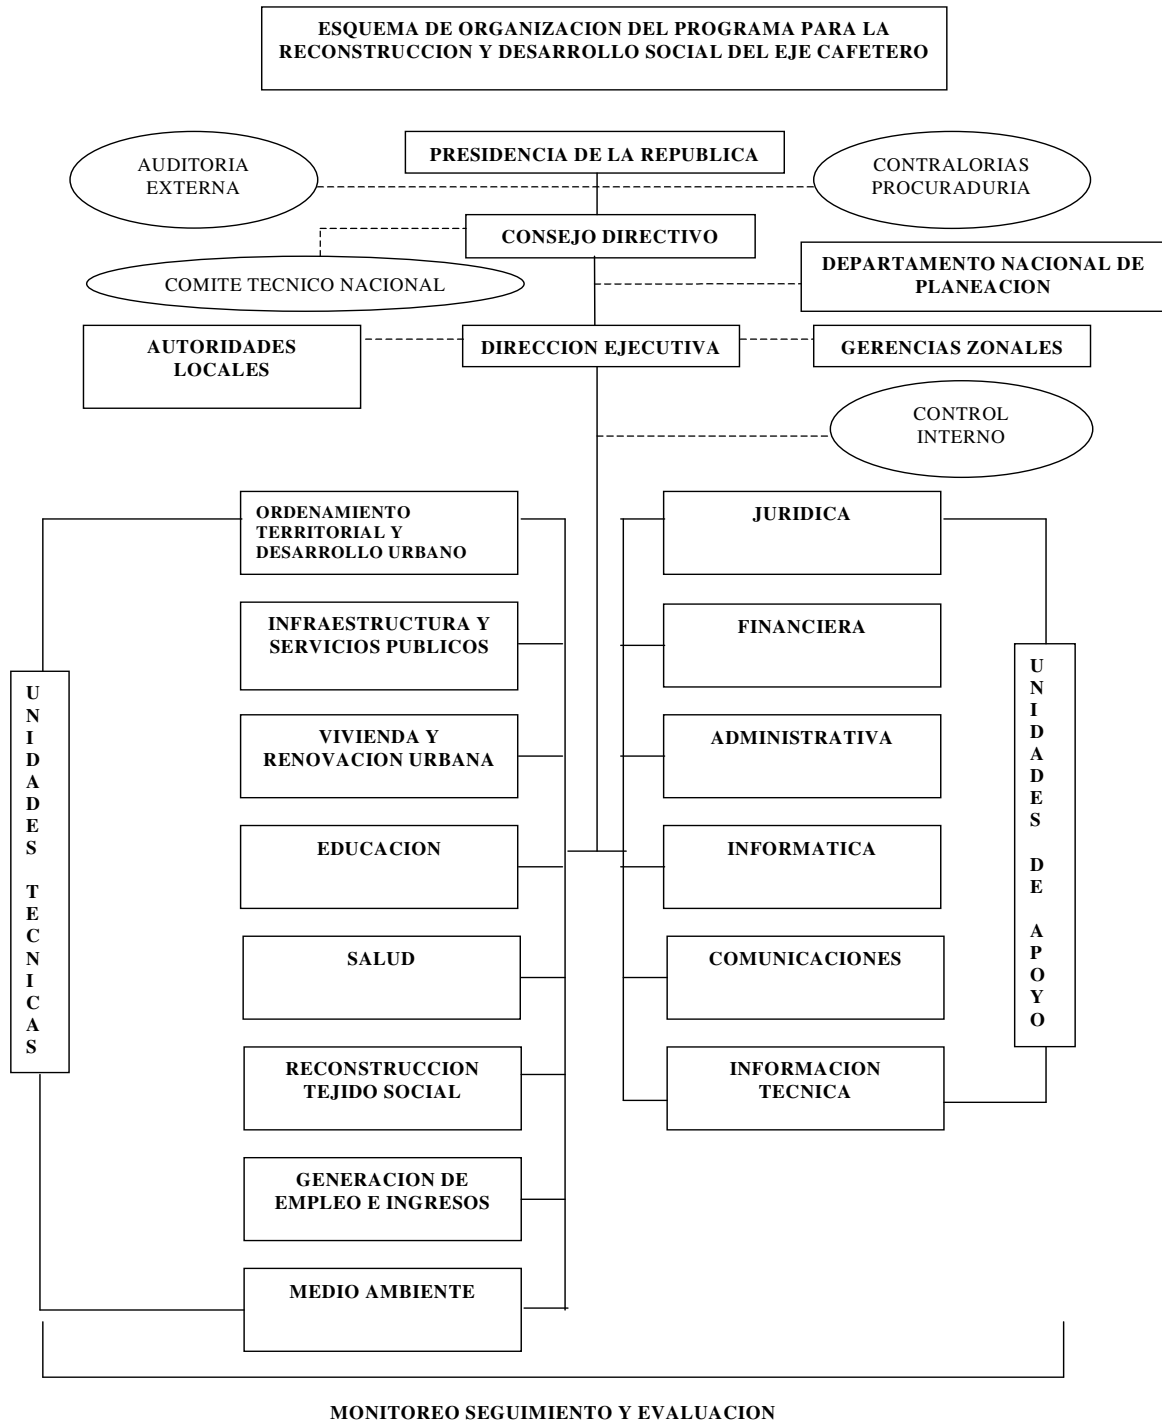 ESQUEMA DE ORGANIZACION DEL PROGRAMA PARA LA
RECONSTRUCCION Y DESARROLLO SOCIAL DEL EJE CAFETERO
AUDITORIA
EXTERNA
PRESIDENCIA DE LA REPUBLICA
CONTRALORIAS
PROCURADURIA
CONSEJO DIRECTIVO
COMITE TECNICO NACIONAL
DEPARTAMENTO NACIONAL DE
PLANEACION
AUTORIDADES
LOCALES
DIRECCION EJECUTIVA
GERENCIAS ZONALES
CONTROL
INTERNO
UNIDADES TECNICAS
ORDENAMIENTO
TERRITORIAL Y
DESARROLLO URBANO
INFRAESTRUCTURA Y
SERVICIOS PUBLICOS
VIVIENDA Y
RENOVACION URBANA
EDUCACION
SALUD
RECONSTRUCCION
TEJIDO SOCIAL
GENERACION DE
EMPLEO E INGRESOS
MEDIO AMBIENTE
JURIDICA
FINANCIERA
ADMINISTRATIVA
INFORMATICA
COMUNICACIONES
INFORMACION
TECNICA
UNIDADES DE APOYO
MONITOREO SEGUIMIENTO Y EVALUACION